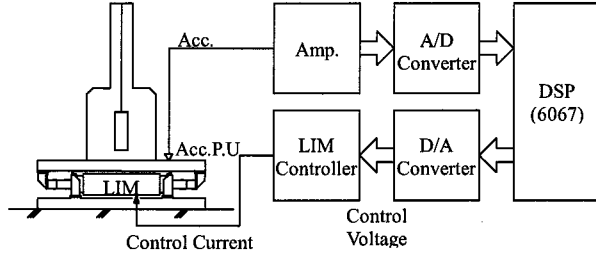 Acc.
Amp.
A/D
Converter
DSP
(6067)
Acc.P.U
LIM
Controller
D/A
Converter
LIM
Control Current
Control
Voltage